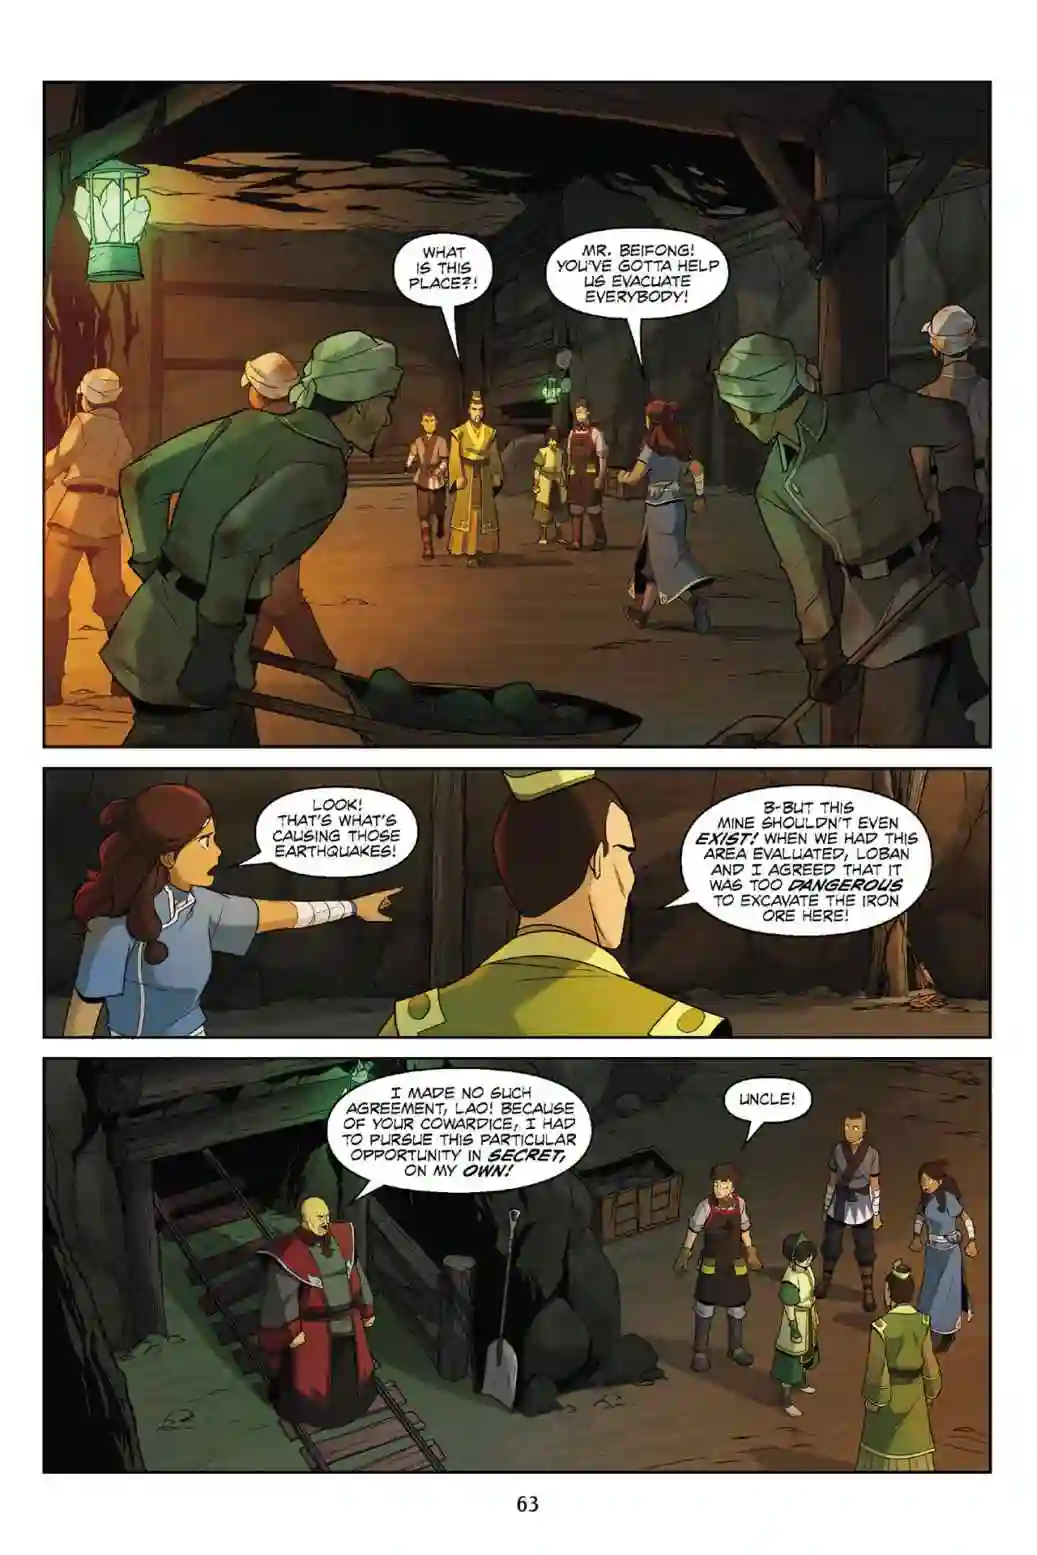 WHAT
IS THIS
PLACE?!
MR. BEIFONG!
YOU'VE GOTTA HELP
US EVACUATE
EVERYBODY!
LOOK!
THAT'S WHAT'S
CAUSING THOSE
EARTHQUAKES!
B-BUT THIS
MINE SHOULDN'T EVEN
EXIST! WHEN WE HAD THIS
AREA EVALUATED, LOBAN
AND I AGREED THAT IT
WAS TOO DANGEROUS
TO EXCAVATE THE IRON
ORE HERE!
I MADE NO SUCH
AGREEMENT, LAO! BECAUSE
OF YOUR COWARDICE, I HAD
TO PURSUE THIS PARTICULAR
OPPORTUNITY IN SECRET,
ON MY OWN!
UNCLE!
63